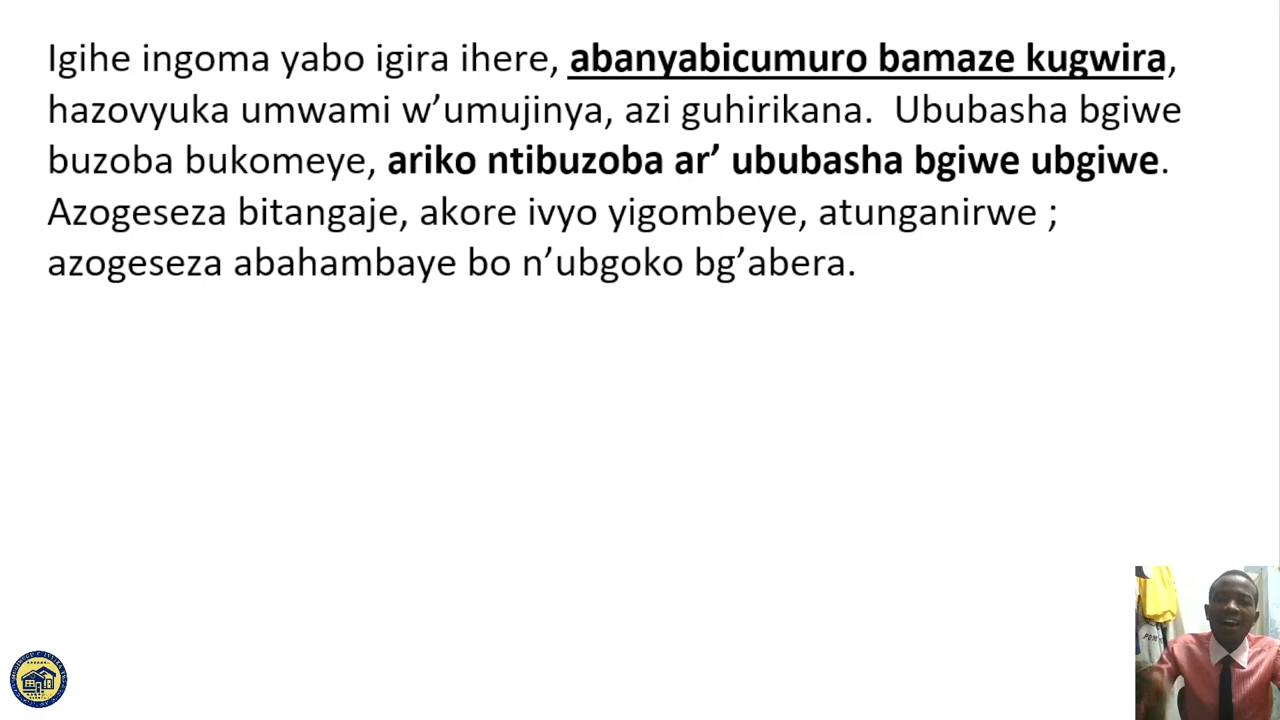 Igihe ingoma yabo igira ihere, abanyabicumuro bamaze kugwira,
hazovyuka umwami w’umujinya, azi guhirikana.  Ububasha bgiwe
buzoba bukomeye, ariko ntibuzoba ar’ ububasha bgiwe ubgiwe.
Azogeseza bitangaje, akore ivyo yigombeye, atunganirwe ;
azogeseza abahambaye bo n’ubgoko bg’abera.